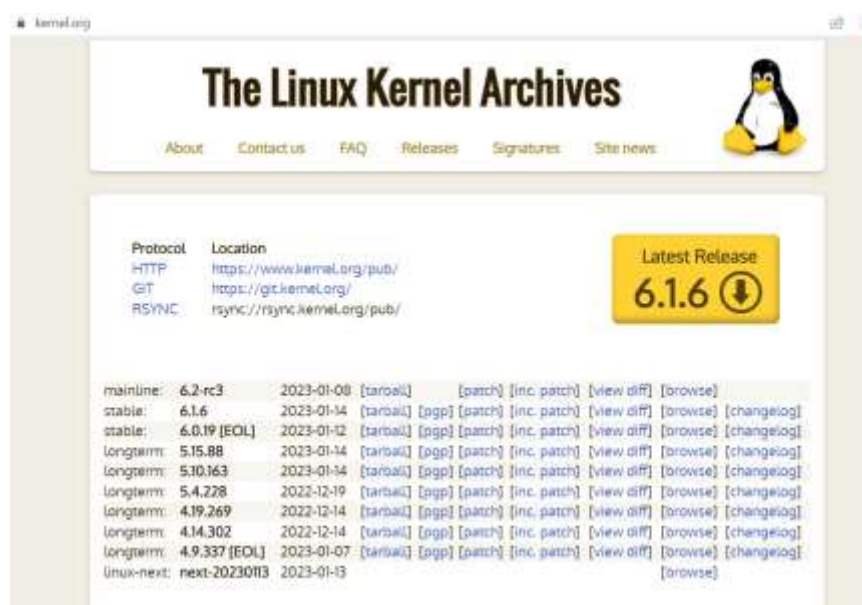 kernel.org
The Linux Kernel Archives
About Contact us FAQ Releases Signatures Site news
Protocol Location
HTTP https://www.kernel.org/pub/
GIT https://git.kernel.org/
RSYNC rsync://rsync.kernel.org/pub/
Latest Release
6.1.6
mainline: 6.2-rc3 2023-01-08 [tarball] [patch] [inc. patch] [view diff] [browse]
stable: 6.1.6 2023-01-14 [tarball] [pgp] [patch] [inc. patch] [view diff] [browse] [changelog]
stable: 6.0.19 [EOL] 2023-01-12 [tarball] [pgp] [patch] [inc. patch] [view diff] [browse] [changelog]
longterm: 5.15.88 2023-01-14 [tarball] [pgp] [patch] [inc. patch] [view diff] [browse] [changelog]
longterm: 5.10.163 2023-01-14 [tarball] [pgp] [patch] [inc. patch] [view diff] [browse] [changelog]
longterm: 5.4.228 2022-12-19 [tarball] [pgp] [patch] [inc. patch] [view diff] [browse] [changelog]
longterm: 4.19.269 2022-12-14 [tarball] [pgp] [patch] [inc. patch] [view diff] [browse] [changelog]
longterm: 4.14.302 2022-12-14 [tarball] [pgp] [patch] [inc. patch] [view diff] [browse] [changelog]
longterm: 4.9.337 [EOL] 2023-01-07 [tarball] [pgp] [patch] [inc. patch] [view diff] [browse] [changelog]
linux-next: next-20230113 2023-01-13 [browse]